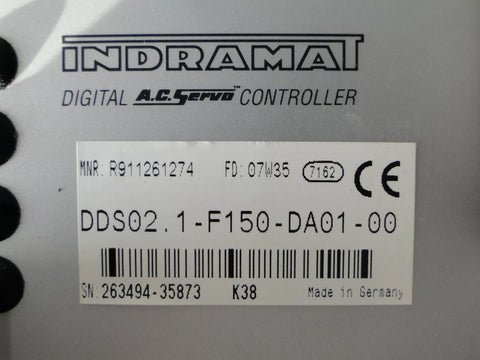 INDRAMAT
DIGITAL A.C. Servo™ CONTROLLER
MNR: R911261274 FD: 07W35 7162 CE
DDS02.1-F150-DA01-00
SN. 263494-35873 K38 Made in Germany